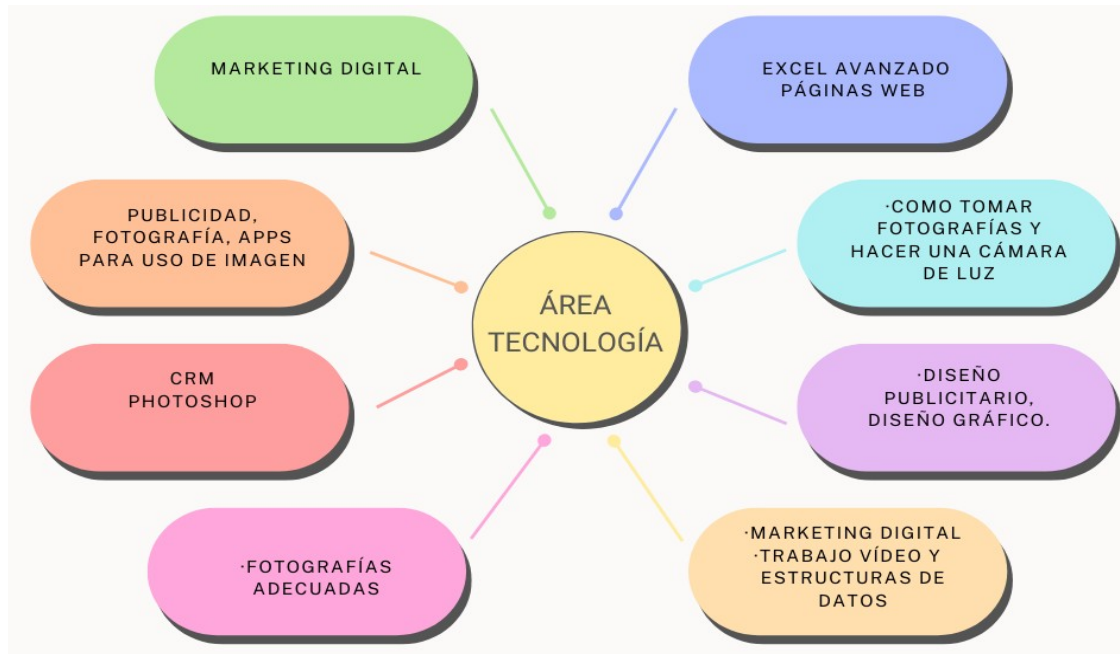 MARKETING DIGITAL
EXCEL AVANZADO
PÁGINAS WEB
PUBLICIDAD,
FOTOGRAFÍA, APPS
PARA USO DE IMAGEN
·COMO TOMAR
FOTOGRAFÍAS Y
HACER UNA CÁMARA
DE LUZ
ÁREA
TECNOLOGÍA
CRM
PHOTOSHOP
·DISEÑO
PUBLICITARIO,
DISEÑO GRÁFICO.
·FOTOGRAFÍAS
ADECUADAS
·MARKETING DIGITAL
·TRABAJO VÍDEO Y
ESTRUCTURAS DE
DATOS